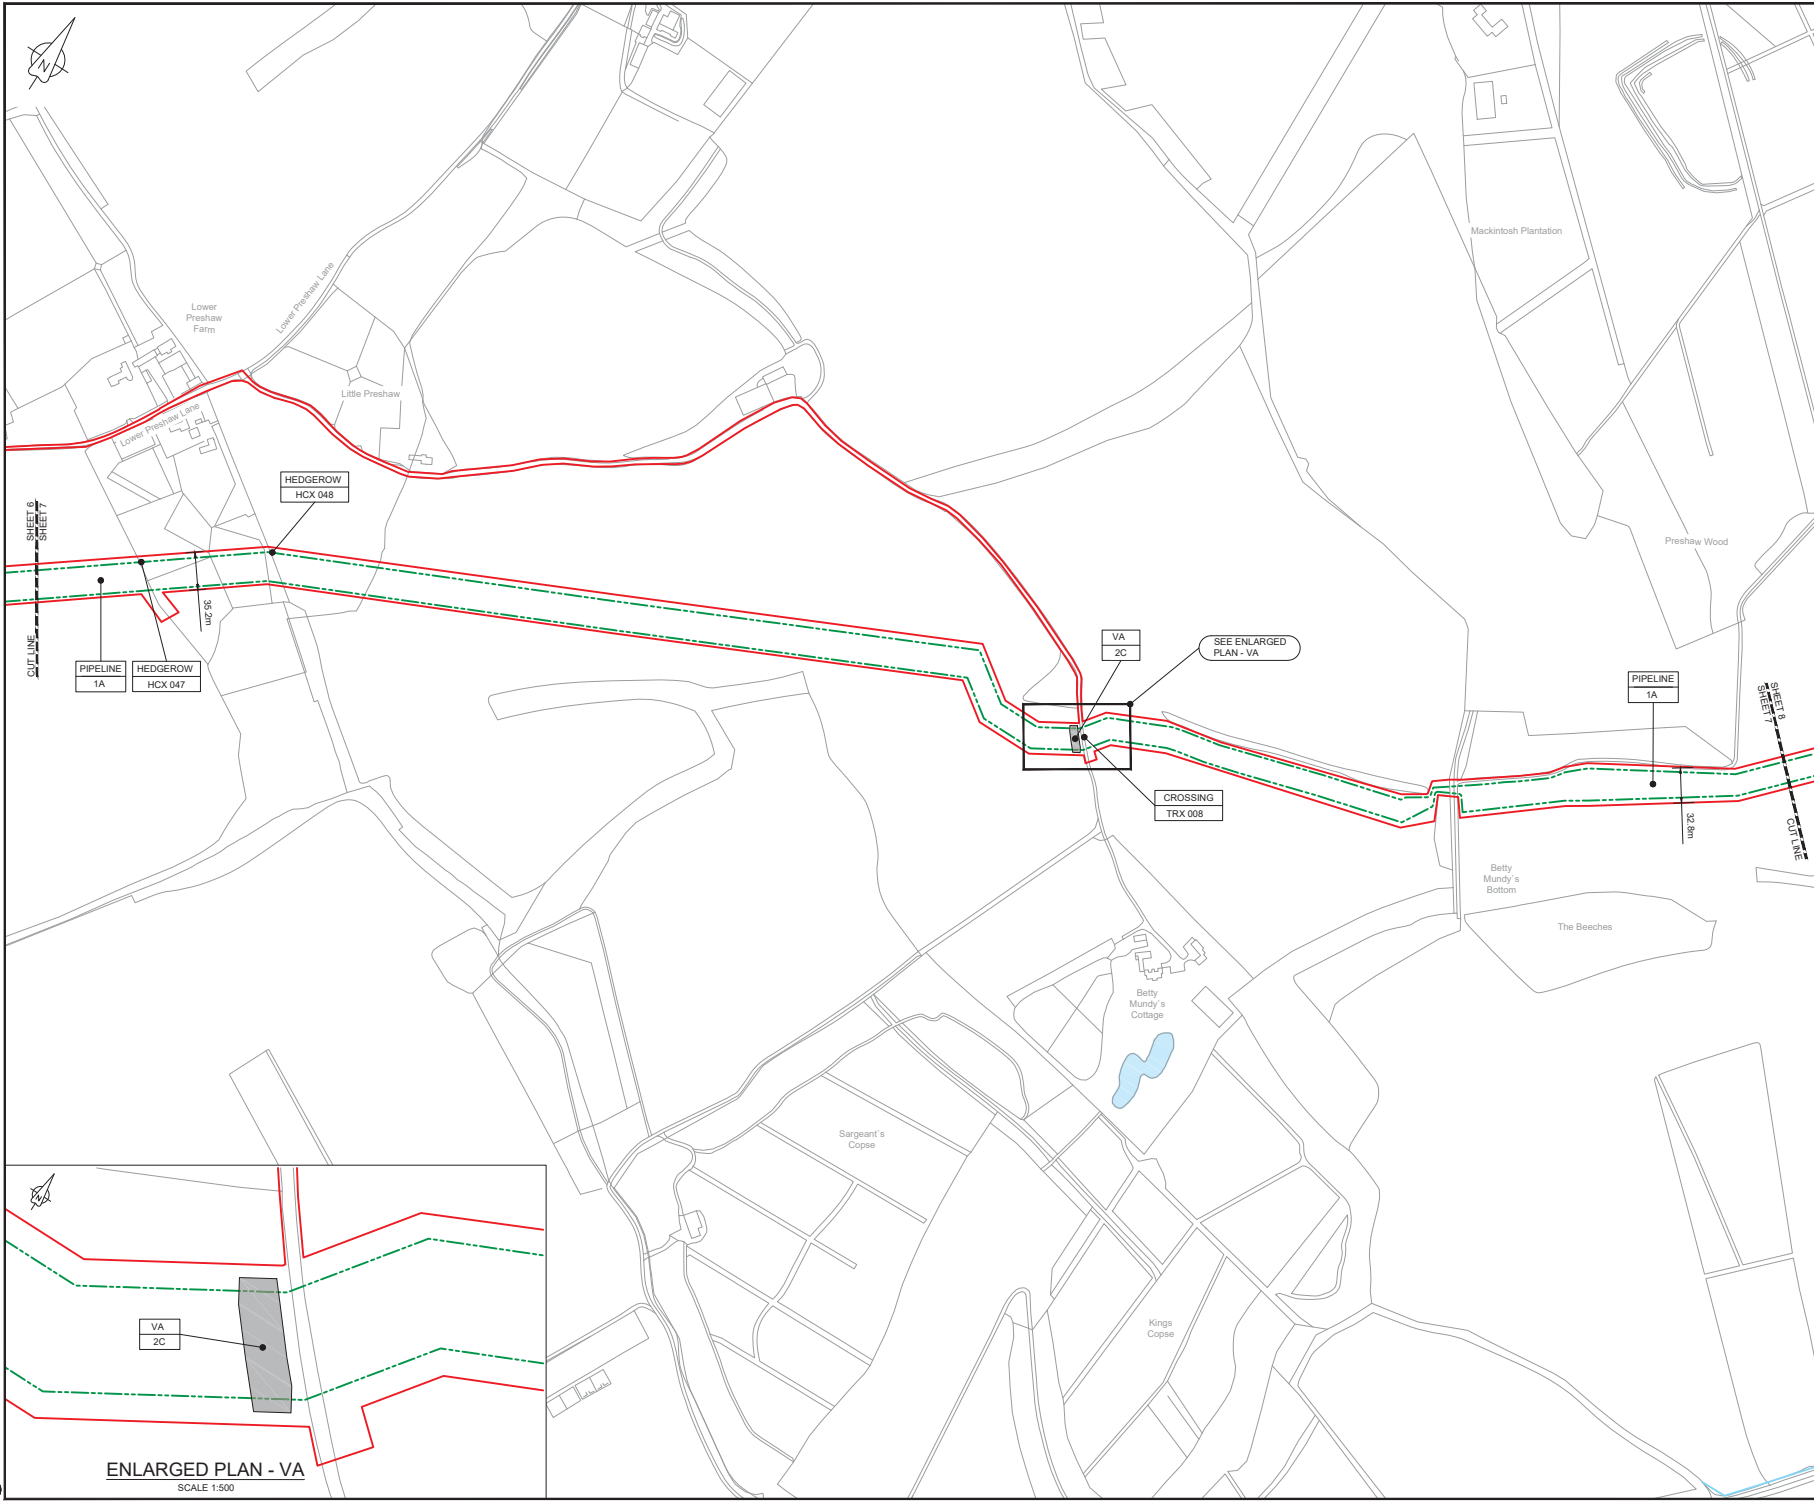 N
Mackintosh Plantation
Lower
Preshaw
Farm
Lower Preshaw Lane
Little Preshaw
Lower Preshaw Lane
HEDGEROW
HCX 048
SHEET 6
SHEET 7
CUT LINE
35.2m
PIPELINE
1A
HEDGEROW
HCX 047
Preshaw Wood
VA
2C
SEE ENLARGED
PLAN - VA
PIPELINE
1A
SHEET 8
SHEET 7
CUT LINE
CROSSING
TRX 008
32.8m
Betty
Mundy's
Bottom
The Beeches
Betty
Mundy's
Cottage
Sargeant's
Copse
Kings
Copse
N
VA
2C
ENLARGED PLAN - VA
SCALE 1:500